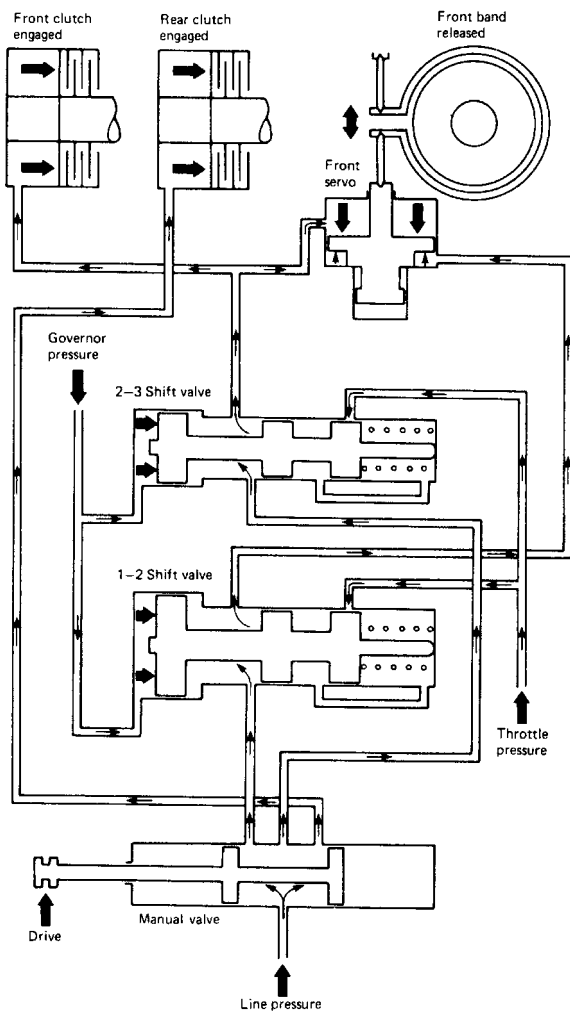 Front clutch
engaged
Rear clutch
engaged
Front band
released
Front
servo
Governor
pressure
2–3 Shift valve
1–2 Shift valve
Throttle
pressure
Manual valve
Drive
Line pressure